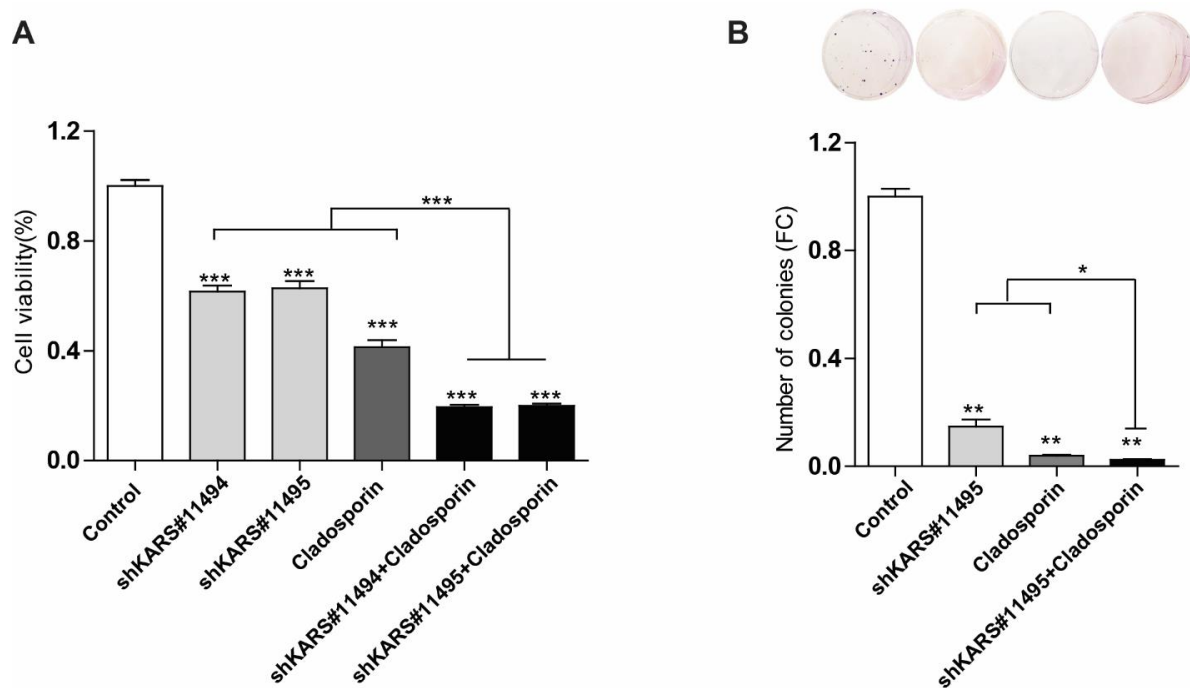 A
Cell viability(%)
1.2
0.8
0.4
0.0
***
***
***
***
***
***
Control
shKARS#11494
shKARS#11495
Cladosporin
shKARS#11494+Cladosporin
shKARS#11495+Cladosporin
B
Number of colonies (FC)
1.2
0.8
0.4
0.0
*
**
**
**
Control
shKARS#11495
Cladosporin
shKARS#11495+Cladosporin